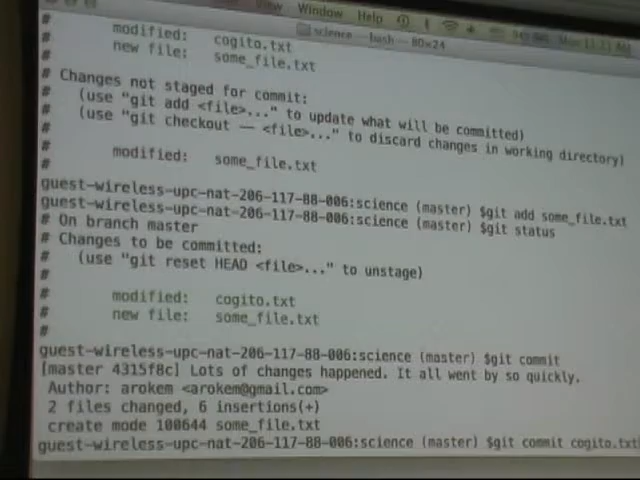 View Window Help
science — bash — 80×24
#
# modified: cogito.txt
# new file: some_file.txt
#
# Changes not staged for commit:
# (use "git add <file>..." to update what will be committed)
# (use "git checkout -- <file>..." to discard changes in working directory)
#
# modified: some_file.txt
#
guest-wireless-upc-nat-206-117-88-006:science (master) $git add some_file.txt
guest-wireless-upc-nat-206-117-88-006:science (master) $git status
# On branch master
# Changes to be committed:
# (use "git reset HEAD <file>..." to unstage)
#
# modified: cogito.txt
# new file: some_file.txt
#
guest-wireless-upc-nat-206-117-88-006:science (master) $git commit
[master 4315f8c] Lots of changes happened. It all went by so quickly.
Author: arokem <arokem@gmail.com>
2 files changed, 6 insertions(+)
create mode 100644 some_file.txt
guest-wireless-upc-nat-206-117-88-006:science (master) $git commit cogito.txt